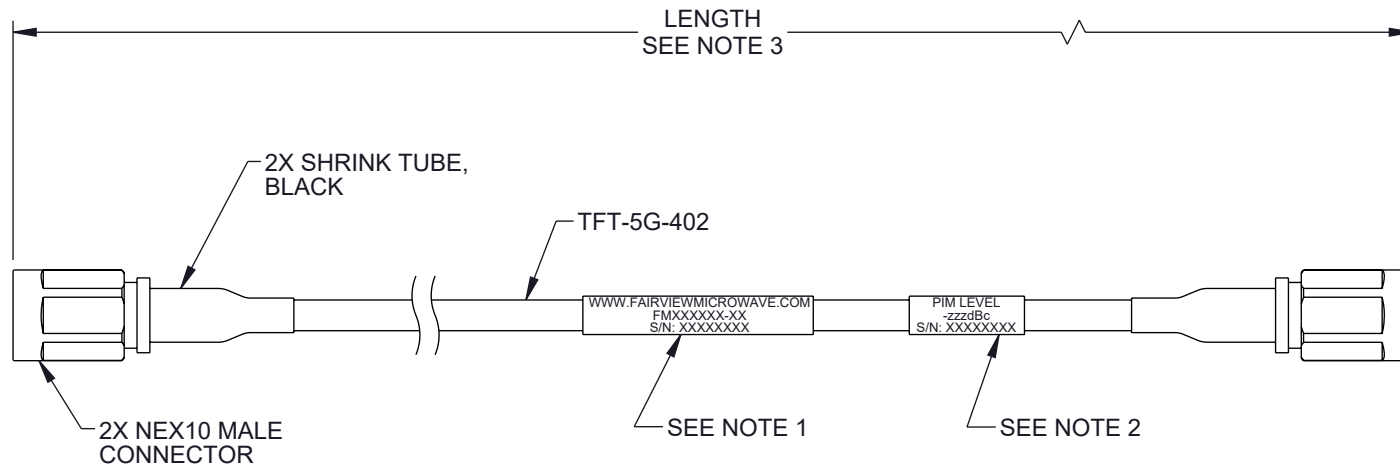 LENGTH
SEE NOTE 3
2X SHRINK TUBE,
BLACK
TFT-5G-402
WWW.FAIRVIEWMICROWAVE.COM
FMXXXXXX-XX
S/N: XXXXXXXX
PIM LEVEL
-zzzdBc
S/N: XXXXXXXX
2X NEX10 MALE
CONNECTOR
SEE NOTE 1
SEE NOTE 2